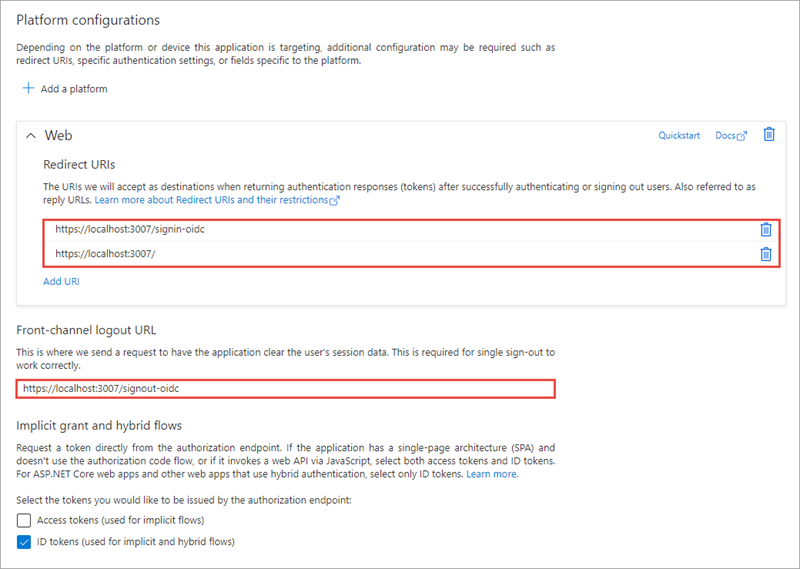 Platform configurations
Depending on the platform or device this application is targeting, additional configuration may be required such as
redirect URIs, specific authentication settings, or fields specific to the platform.
Add a platform
Web
Quickstart
Docs
Redirect URIs
The URIs we will accept as destinations when returning authentication responses (tokens) after successfully authenticating or signing out users. Also referred to as
reply URLs. Learn more about Redirect URIs and their restrictions
https://localhost:3007/signin-oidc
https://localhost:3007/
Add URI
Front-channel logout URL
This is where we send a request to have the application clear the user's session data. This is required for single sign-out to
work correctly.
https://localhost:3007/signout-oidc
Implicit grant and hybrid flows
Request a token directly from the authorization endpoint. If the application has a single-page architecture (SPA) and
doesn't use the authorization code flow, or if it invokes a web API via JavaScript, select both access tokens and ID tokens.
For ASP.NET Core web apps and other web apps that use hybrid authentication, select only ID tokens. Learn more.
Select the tokens you would like to be issued by the authorization endpoint:
Access tokens (used for implicit flows)
ID tokens (used for implicit and hybrid flows)